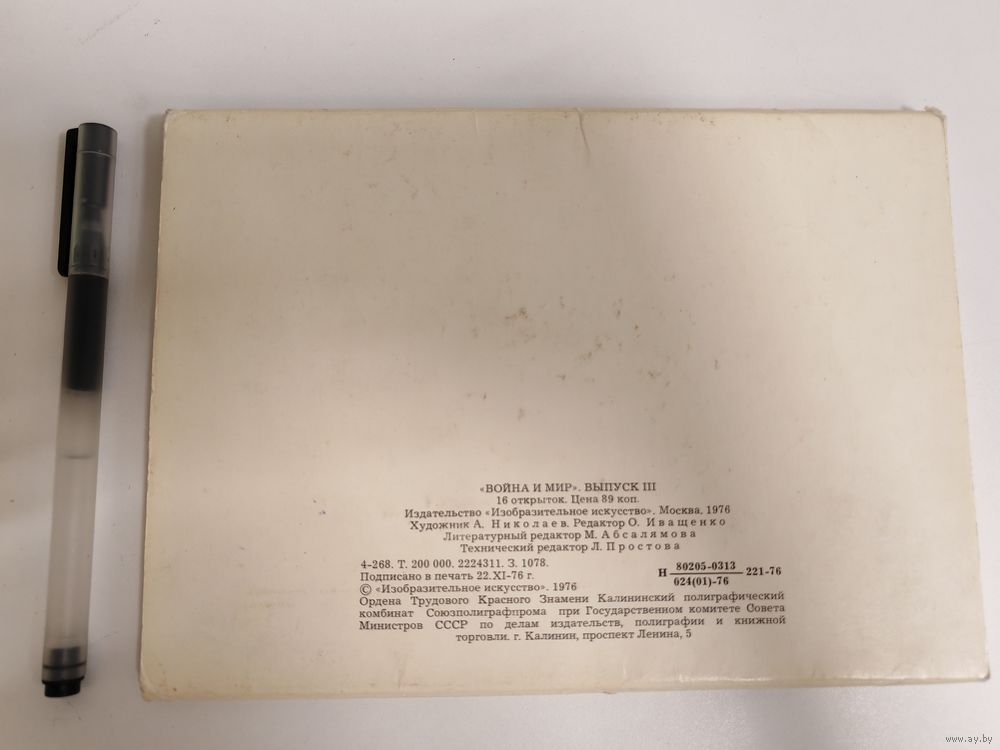 «ВОЙНА И МИР». ВЫПУСК III
16 открыток. Цена 89 коп.
Издательство «Изобразительное искусство». Москва. 1976
Художник А. Николаев. Редактор О. Иващенко
Литературный редактор М. Абсалямова
Технический редактор Л. Простова
4-268. Т. 200 000. 2224311. З. 1078.
Подписано в печать 22.XI-76 г.
© «Изобразительное искусство». 1976
Н 80205-0313 / 024(01)-76 221-76
Ордена Трудового Красного Знамени Калининский полиграфический
комбинат Союзполиграфпрома при Государственном комитете Совета
Министров СССР по делам издательств, полиграфии и книжной
торговли. г. Калинин, проспект Ленина, 5
www.ay.by